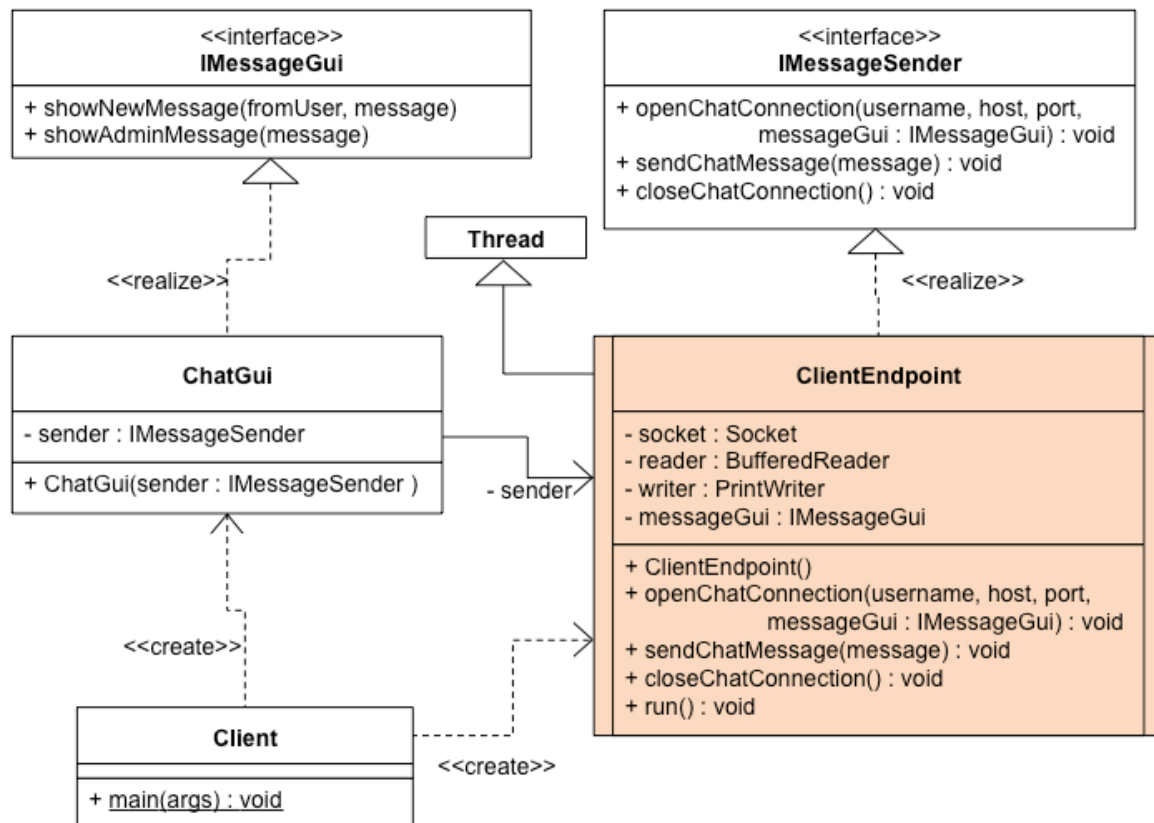 <<interface>>
IMessageGui
+ showNewMessage(fromUser, message)
+ showAdminMessage(message)
<<interface>>
IMessageSender
+ openChatConnection(username, host, port,
messageGui : IMessageGui) : void
+ sendChatMessage(message) : void
+ closeChatConnection() : void
Thread
<<realize>>
<<realize>>
ChatGui
- sender : IMessageSender
+ ChatGui(sender : IMessageSender )
- sender
ClientEndpoint
- socket : Socket
- reader : BufferedReader
- writer : PrintWriter
- messageGui : IMessageGui
+ ClientEndpoint()
+ openChatConnection(username, host, port,
messageGui : IMessageGui) : void
+ sendChatMessage(message) : void
+ closeChatConnection() : void
+ run() : void
<<create>>
<<create>>
Client
+ main(args) : void